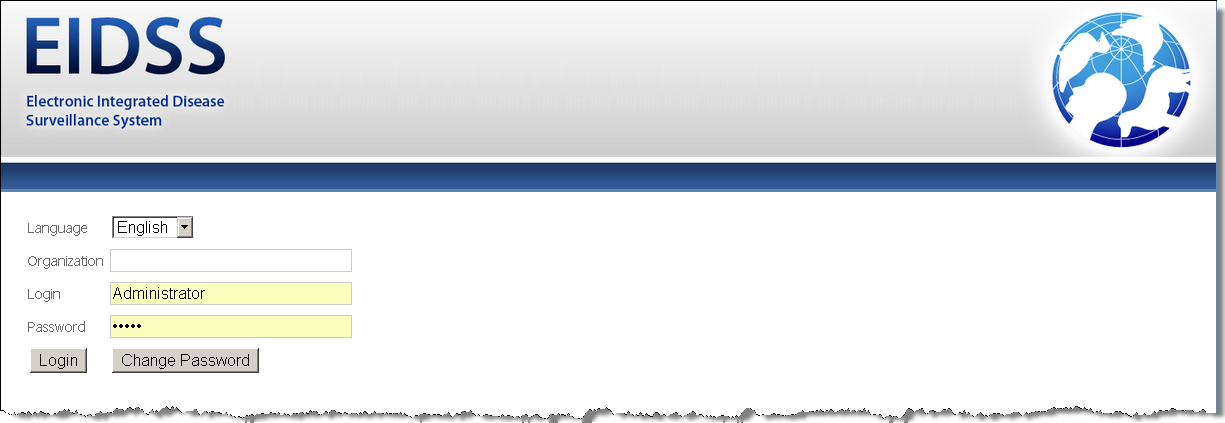 EIDSS
Electronic Integrated Disease
Surveillance System
Language English
Organization
Login Administrator
Password •••••
Login Change Password